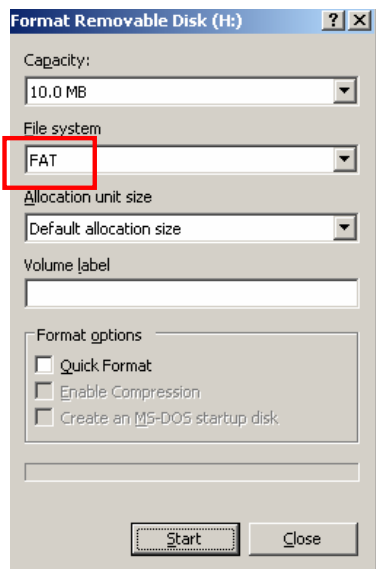 Format Removable Disk (H:)
Capacity:
10.0 MB
File system
FAT
Allocation unit size
Default allocation size
Volume label
Format options
Quick Format
Enable Compression
Create an MS-DOS startup disk
Start
Close